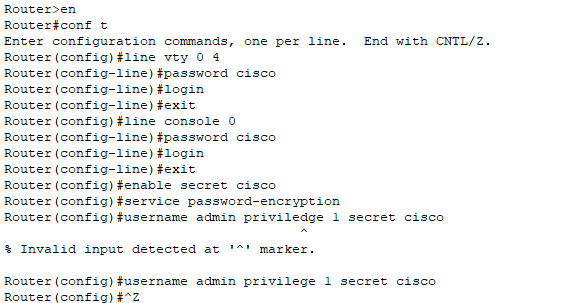 Router>en
Router#conf t
Enter configuration commands, one per line.  End with CNTL/Z.
Router(config)#line vty 0 4
Router(config-line)#password cisco
Router(config-line)#login
Router(config-line)#exit
Router(config)#line console 0
Router(config-line)#password cisco
Router(config-line)#login
Router(config-line)#exit
Router(config)#enable secret cisco
Router(config)#service password-encryption
Router(config)#username admin priviledge 1 secret cisco
                                      ^
% Invalid input detected at '^' marker.

Router(config)#username admin privilege 1 secret cisco
Router(config)#^Z